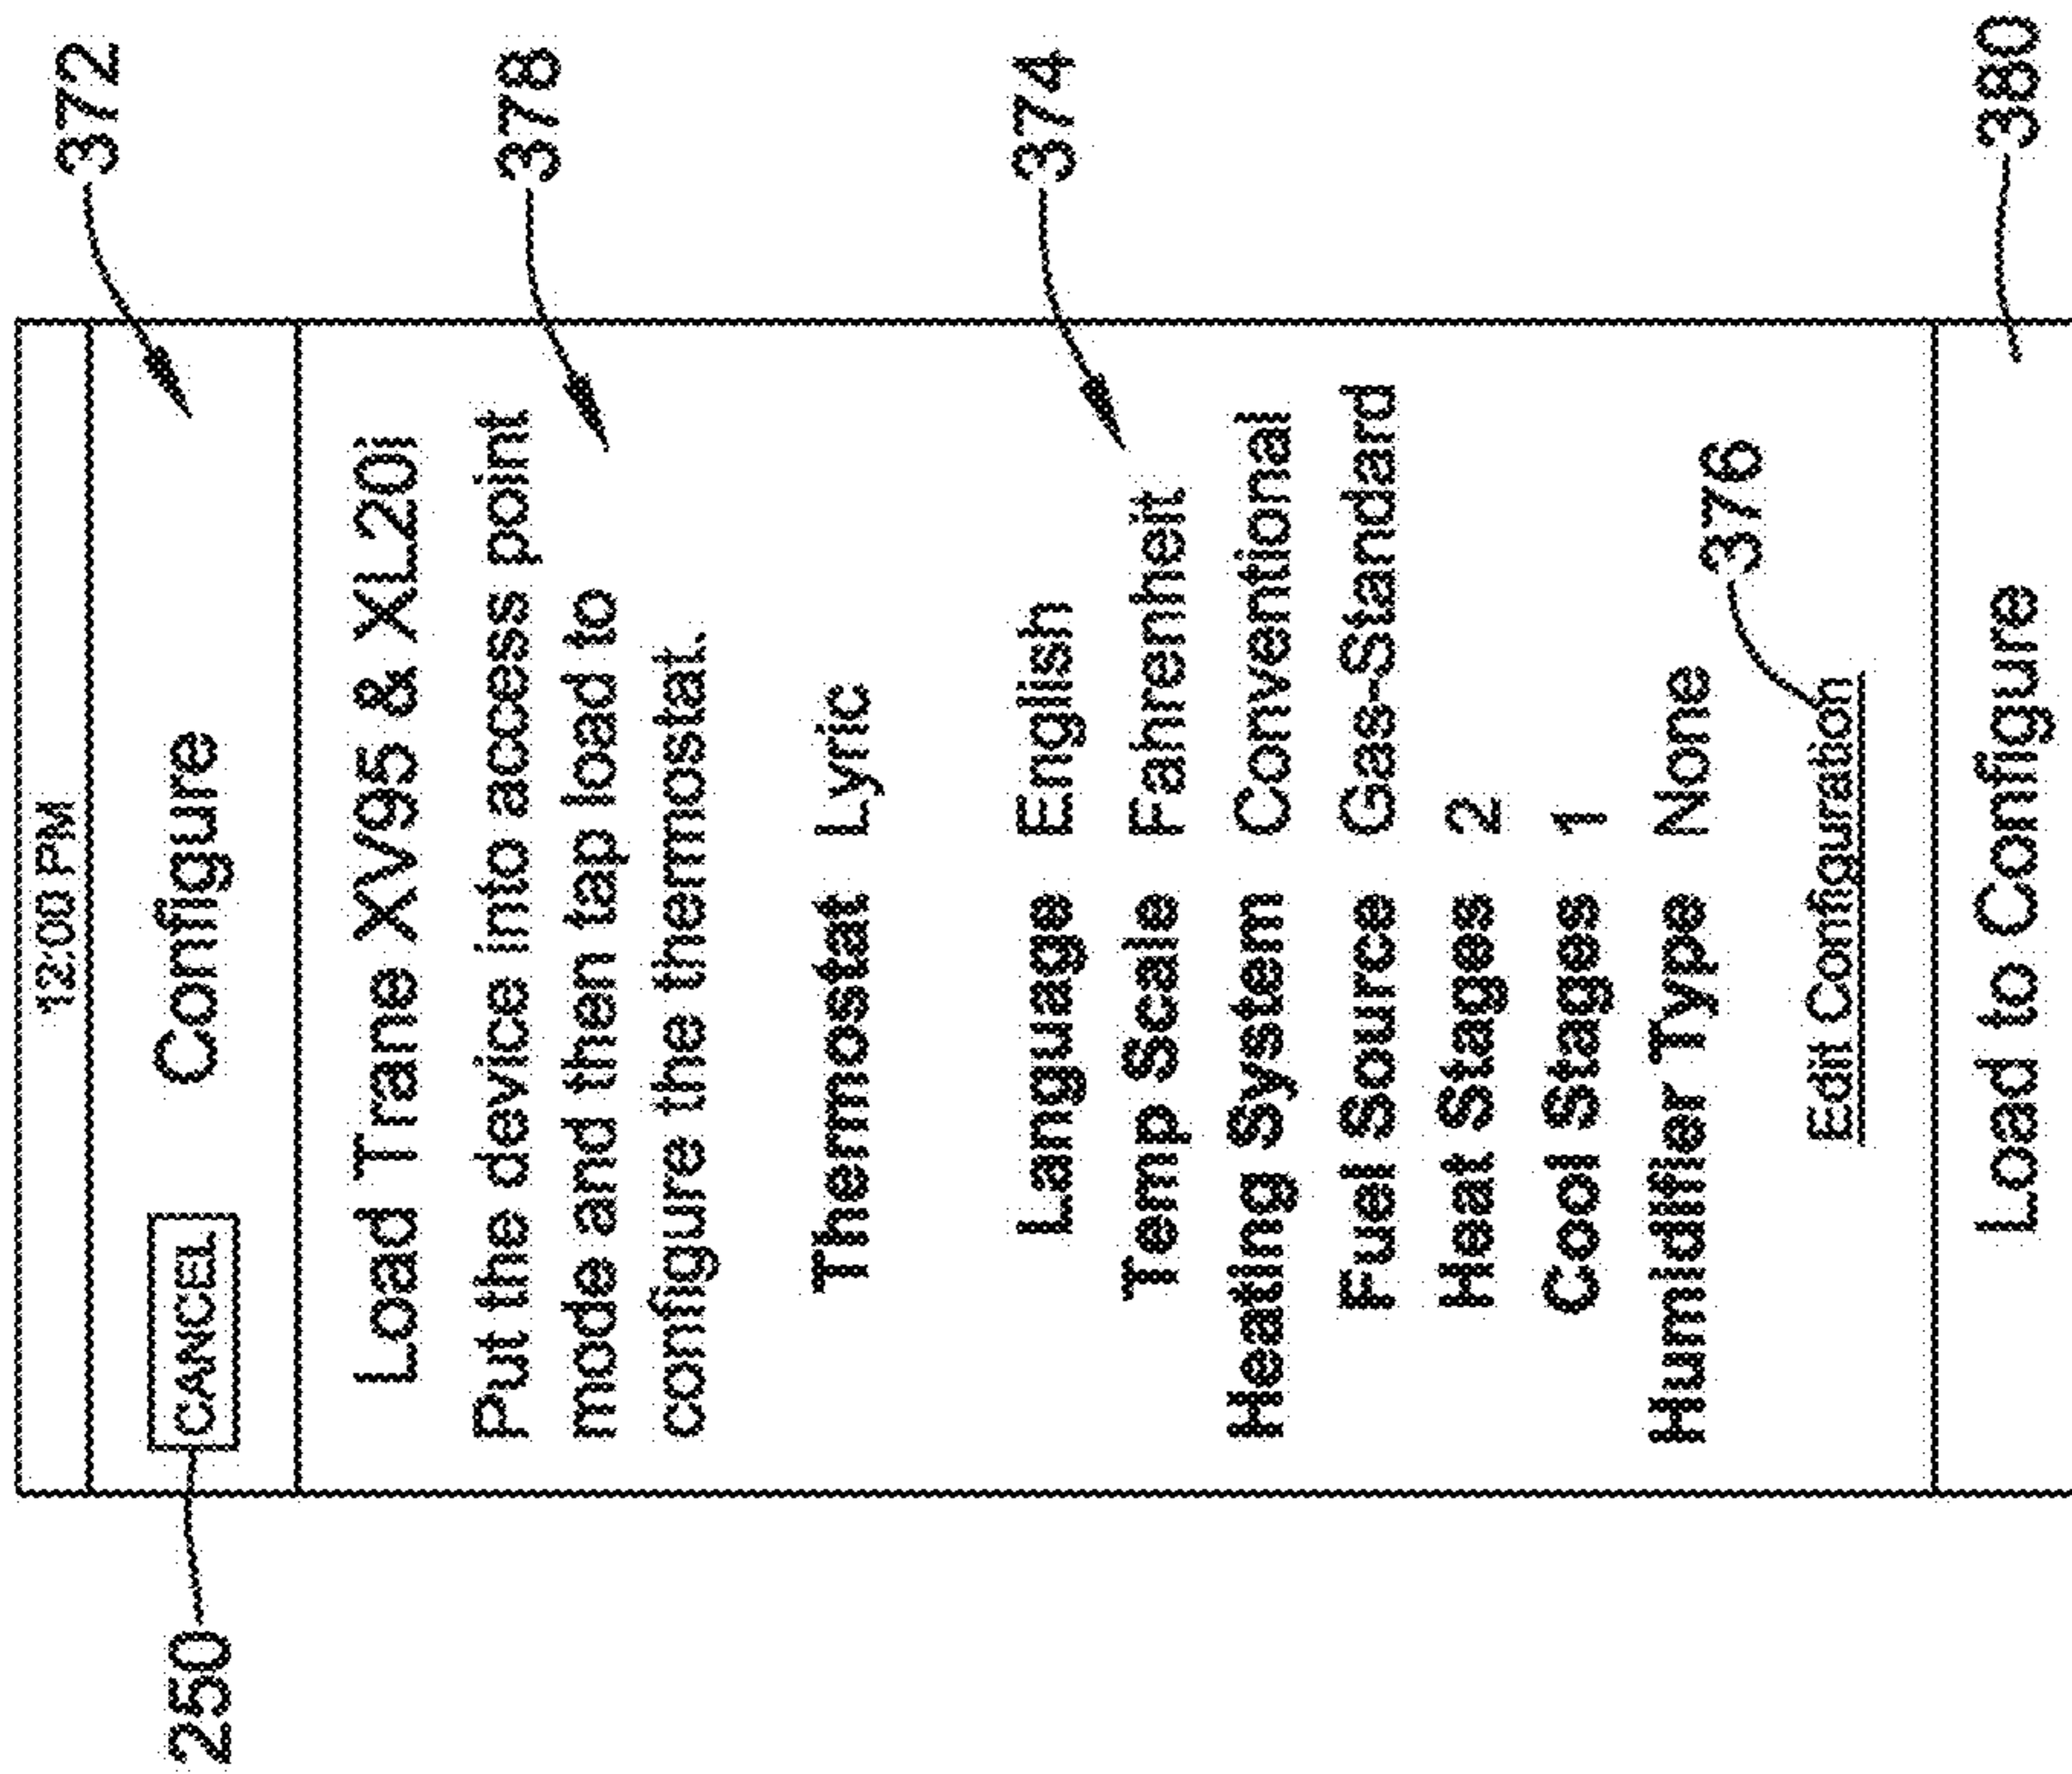 12:00 PM
372
250
CANCEL Configure
Load Trane XV95 & XL20i
Put the device into access point
mode and then tap load to
configure the thermostat.
378
Thermostat Lyric
374
Language English
Temp Scale Fahrenheit
Heating System Conventional
Fuel Source Gas-Standard
Heat Stages 2
Cool Stages 1
Humidifier Type None
376
Edit Configuration
Load to Configure
380